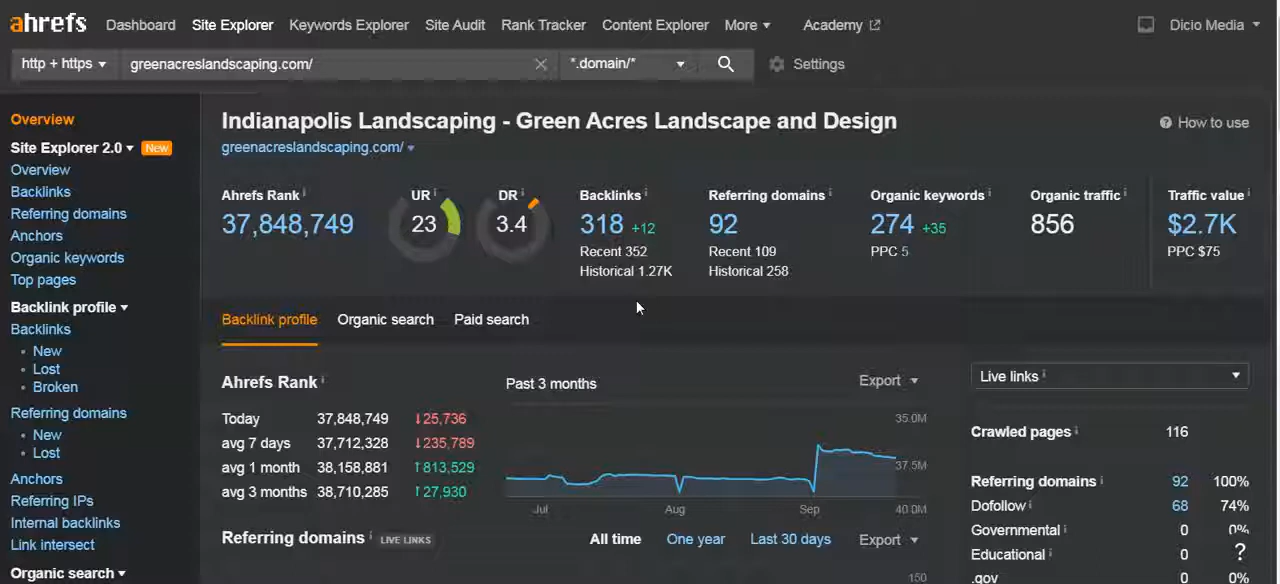 ahrefs Dashboard Site Explorer Keywords Explorer Site Audit Rank Tracker Content Explorer More Academy Dicio Media
http + https greenacreslandscaping.com/ *.domain/* Settings
Overview
Site Explorer 2.0 New
Overview
Backlinks
Referring domains
Anchors
Organic keywords
Top pages
Backlink profile
Backlinks
• New
• Lost
• Broken
Referring domains
• New
• Lost
Anchors
Referring IPs
Internal backlinks
Link intersect
Organic search
Indianapolis Landscaping - Green Acres Landscape and Design
How to use
greenacreslandscaping.com/
Ahrefs Rank UR DR Backlinks Referring domains Organic keywords Organic traffic Traffic value
37,848,749 23 3.4 318 +12 92 274 +35 856 $2.7K
Recent 352 Recent 109 PPC 5 PPC $75
Historical 1.27K Historical 258
Backlink profile Organic search Paid search
Ahrefs Rank
Today 37,848,749 ↓25,736
avg 7 days 37,712,328 ↓235,789
avg 1 month 38,158,881 ↑813,529
avg 3 months 38,710,285 ↑27,930
Past 3 months Export
35.0M
37.5M
40.0M
Jul Aug Sep
Referring domains LIVE LINKS All time One year Last 30 days Export
150
Live links
Crawled pages 116
Referring domains 92 100%
Dofollow 68 74%
Governmental 0 0%
Educational 0
.gov 0 0%
?